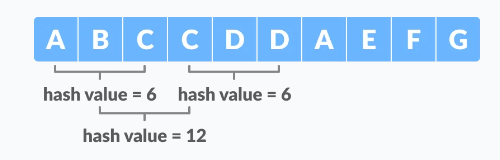 A B C C D D A E F G
hash value = 6 hash value = 6
hash value = 12